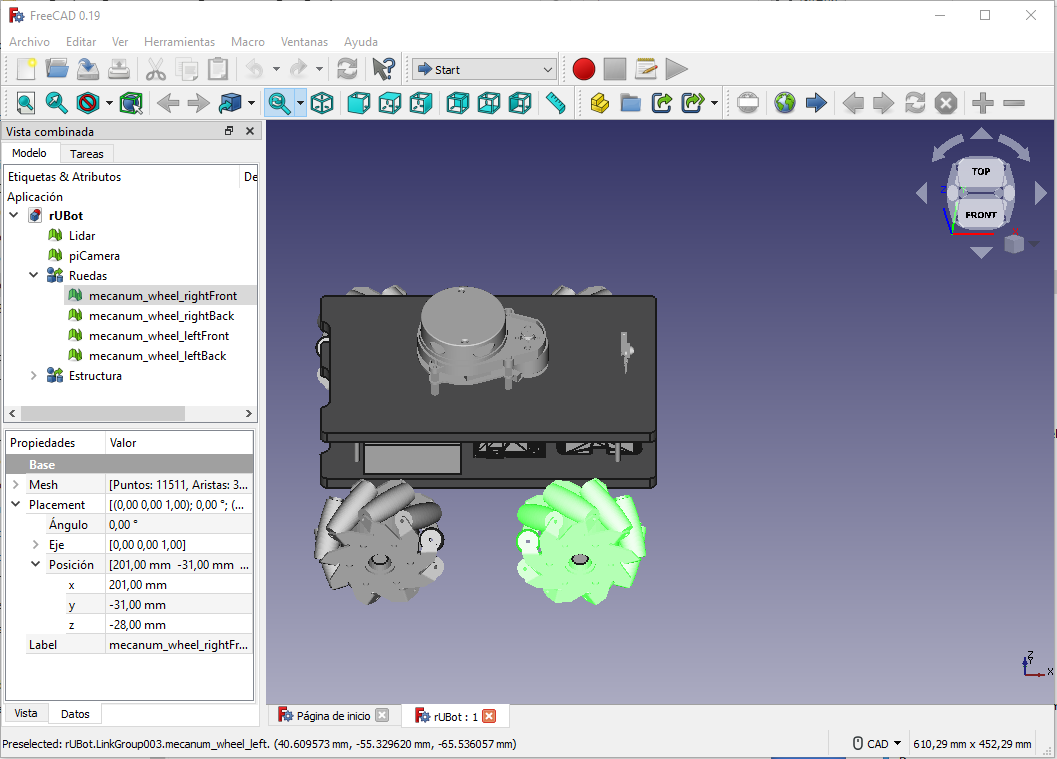 FreeCAD 0.19
Archivo Editar Ver Herramientas Macro Ventanas Ayuda
Start
Vista combinada
Modelo Tareas
Etiquetas & Atributos De
Aplicación
rUBot
Lidar
piCamera
Ruedas
mecanum_wheel_rightFront
mecanum_wheel_rightBack
mecanum_wheel_leftFront
mecanum_wheel_leftBack
Estructura
TOP
FRONT
Z
Propiedades Valor
Base
Mesh [Puntos: 11511, Aristas: 3...
Placement [(0,00 0,00 1,00); 0,00 °; (...
Ángulo 0,00 °
Eje [0,00 0,00 1,00]
Posición [201,00 mm -31,00 mm ...
x 201,00 mm
y -31,00 mm
z -28,00 mm
Label mecanum_wheel_rightFr...
Z
Y
X
Vista Datos
Página de inicio rUBot : 1
Preselected: rUBot.LinkGroup003.mecanum_wheel_left. (40.609573 mm, -55.329620 mm, -65.536057 mm)
CAD 610,29 mm x 452,29 mm